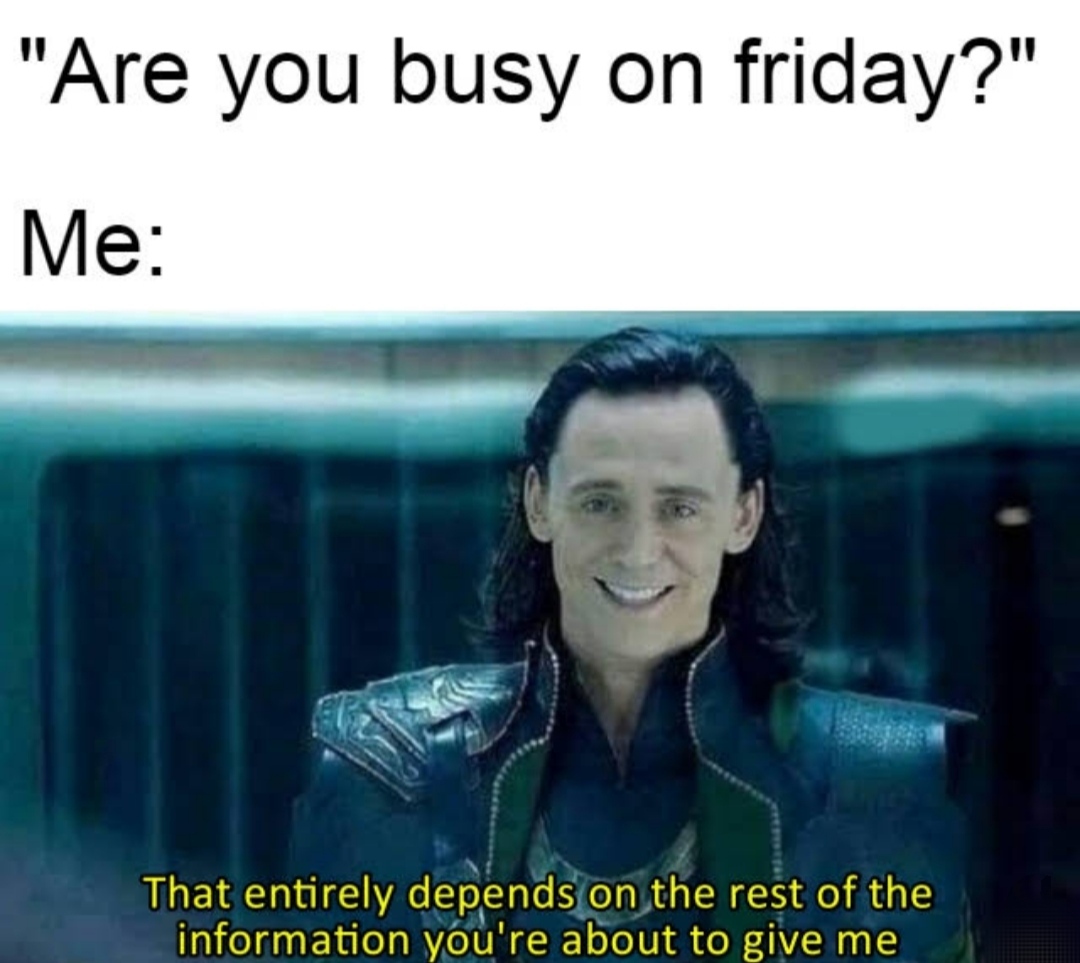 "Are you busy on friday?"
Me:
That entirely depends on the rest of the
information you're about to give me